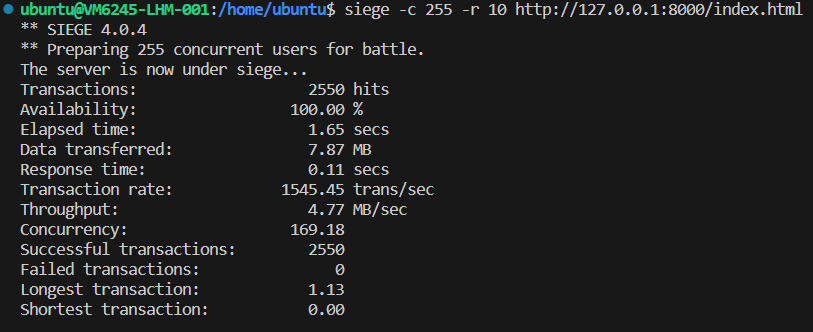 ubuntu@VM6245-LHM-001:/home/ubuntu$ siege -c 255 -r 10 http://127.0.0.1:8000/index.html
** SIEGE 4.0.4
** Preparing 255 concurrent users for battle.
The server is now under siege...
Transactions: 2550 hits
Availability: 100.00 %
Elapsed time: 1.65 secs
Data transferred: 7.87 MB
Response time: 0.11 secs
Transaction rate: 1545.45 trans/sec
Throughput: 4.77 MB/sec
Concurrency: 169.18
Successful transactions: 2550
Failed transactions: 0
Longest transaction: 1.13
Shortest transaction: 0.00